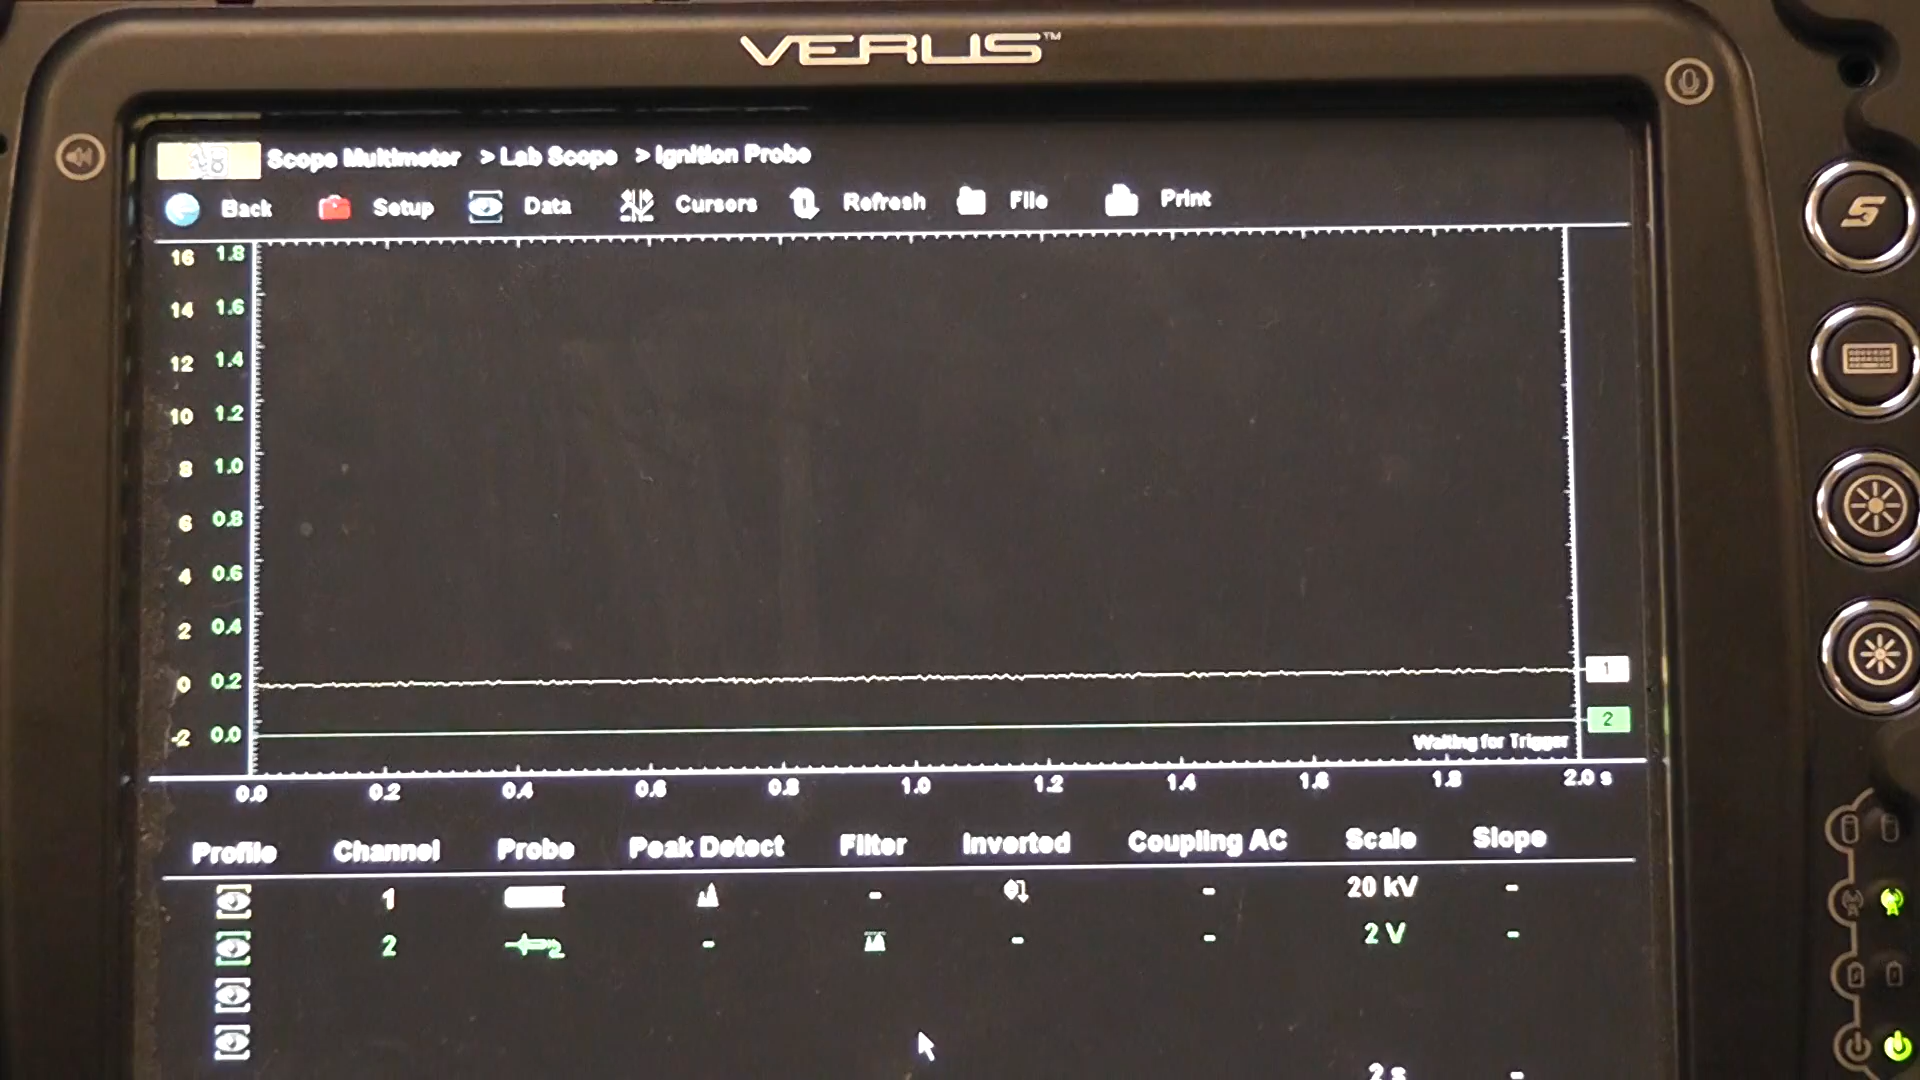 VERUS™
Scope Multimeter > Lab Scope > Ignition Probe
Back Setup Data Cursors Refresh File Print
16 1.8
14 1.6
12 1.4
10 1.2
8 1.0
6 0.8
4 0.6
2 0.4
0 0.2
1
-2 0.0
2
Waiting for Trigger
0.0 0.2 0.4 0.6 0.8 1.0 1.2 1.4 1.6 1.8 2.0 s
Profile Channel Probe Peak Detect Filter Inverted Coupling AC Scale Slope
1 - - 20 kV -
2 2 - - - 2 V -
2 s -